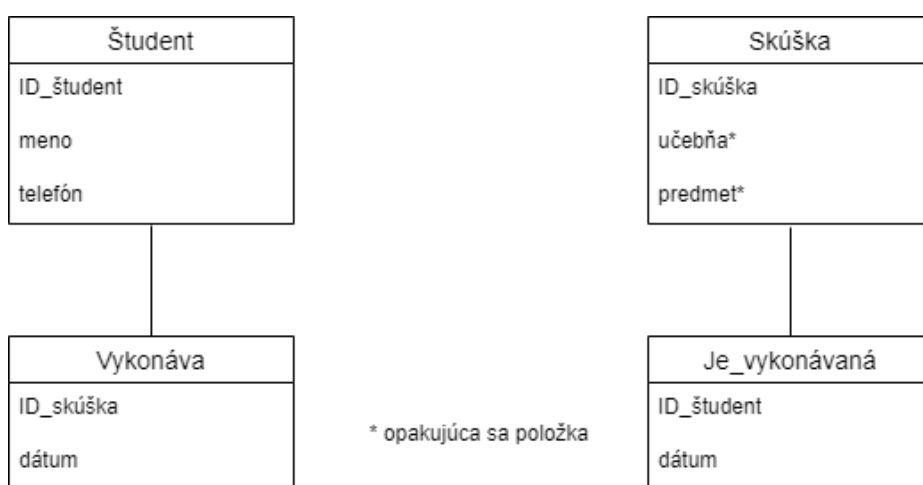 Študent
ID_študent
meno
telefón
Skúška
ID_skúška
učebňa*
predmet*
Vykonáva
ID_skúška
dátum
* opakujúca sa položka
Je_vykonávaná
ID_študent
dátum